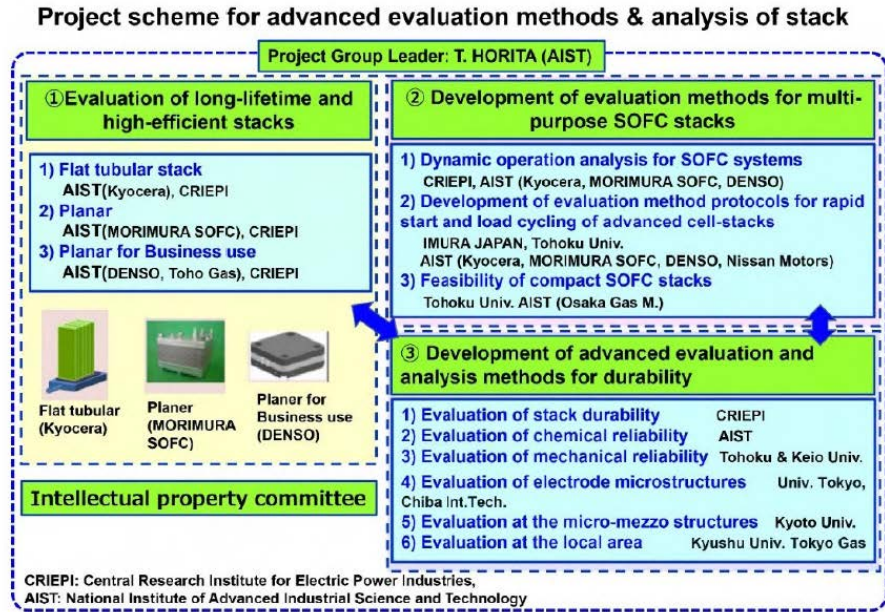 Project scheme for advanced evaluation methods & analysis of stack
Project Group Leader: T. HORITA (AIST)
①Evaluation of long-lifetime and
high-efficient stacks
1) Flat tubular stack
AIST(Kyocera), CRIEPI
2) Planar
AIST(MORIMURA SOFC), CRIEPI
3) Planar for Business use
AIST(DENSO, Toho Gas), CRIEPI
Flat tubular
(Kyocera)
Planer
(MORIMURA
SOFC)
Planer for
Business use
(DENSO)
Intellectual property committee
② Development of evaluation methods for multi-
purpose SOFC stacks
1) Dynamic operation analysis for SOFC systems
CRIEPI, AIST (Kyocera, MORIMURA SOFC, DENSO)
2) Development of evaluation method protocols for rapid
start and load cycling of advanced cell-stacks
IMURA JAPAN, Tohoku Univ.
AIST (Kyocera, MORIMURA SOFC, DENSO, Nissan Motors)
3) Feasibility of compact SOFC stacks
Tohoku Univ. AIST (Osaka Gas M.)
③ Development of advanced evaluation and
analysis methods for durability
1) Evaluation of stack durability CRIEPI
2) Evaluation of chemical reliability AIST
3) Evaluation of mechanical reliability Tohoku & Keio Univ.
4) Evaluation of electrode microstructures Univ. Tokyo,
Chiba Int.Tech.
5) Evaluation at the micro-mezzo structures Kyoto Univ.
6) Evaluation at the local area Kyushu Univ. Tokyo Gas
CRIEPI: Central Research Institute for Electric Power Industries,
AIST: National Institute of Advanced Industrial Science and Technology